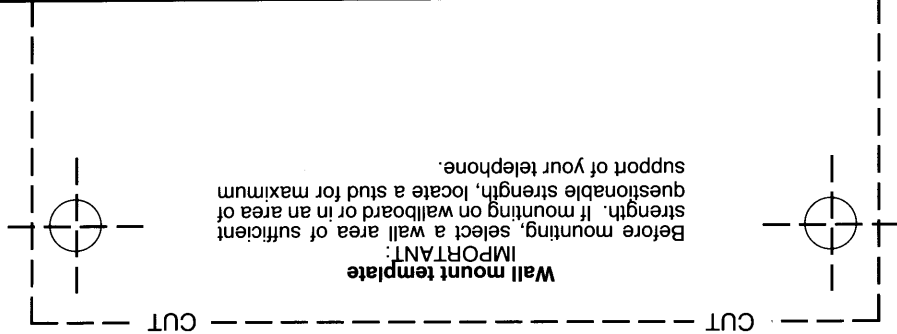 CUT CUT
Wall mount template
IMPORTANT:
Before mounting, select a wall area of sufficient
strength. If mounting on wallboard or in an area of
questionable strength, locate a stud for maximum
support of your telephone.